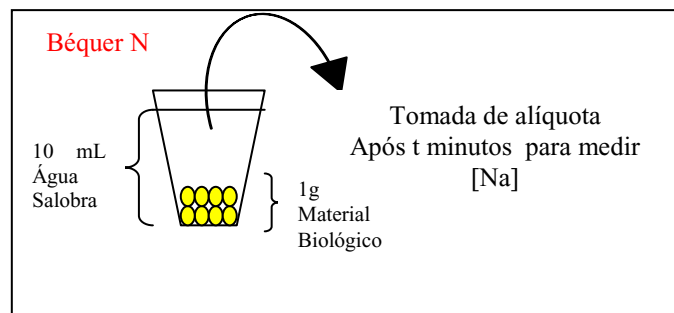 Béquer N
10 mL
Água
Salobra
1g
Material
Biológico
Tomada de alíquota
Após t minutos para medir
[Na]